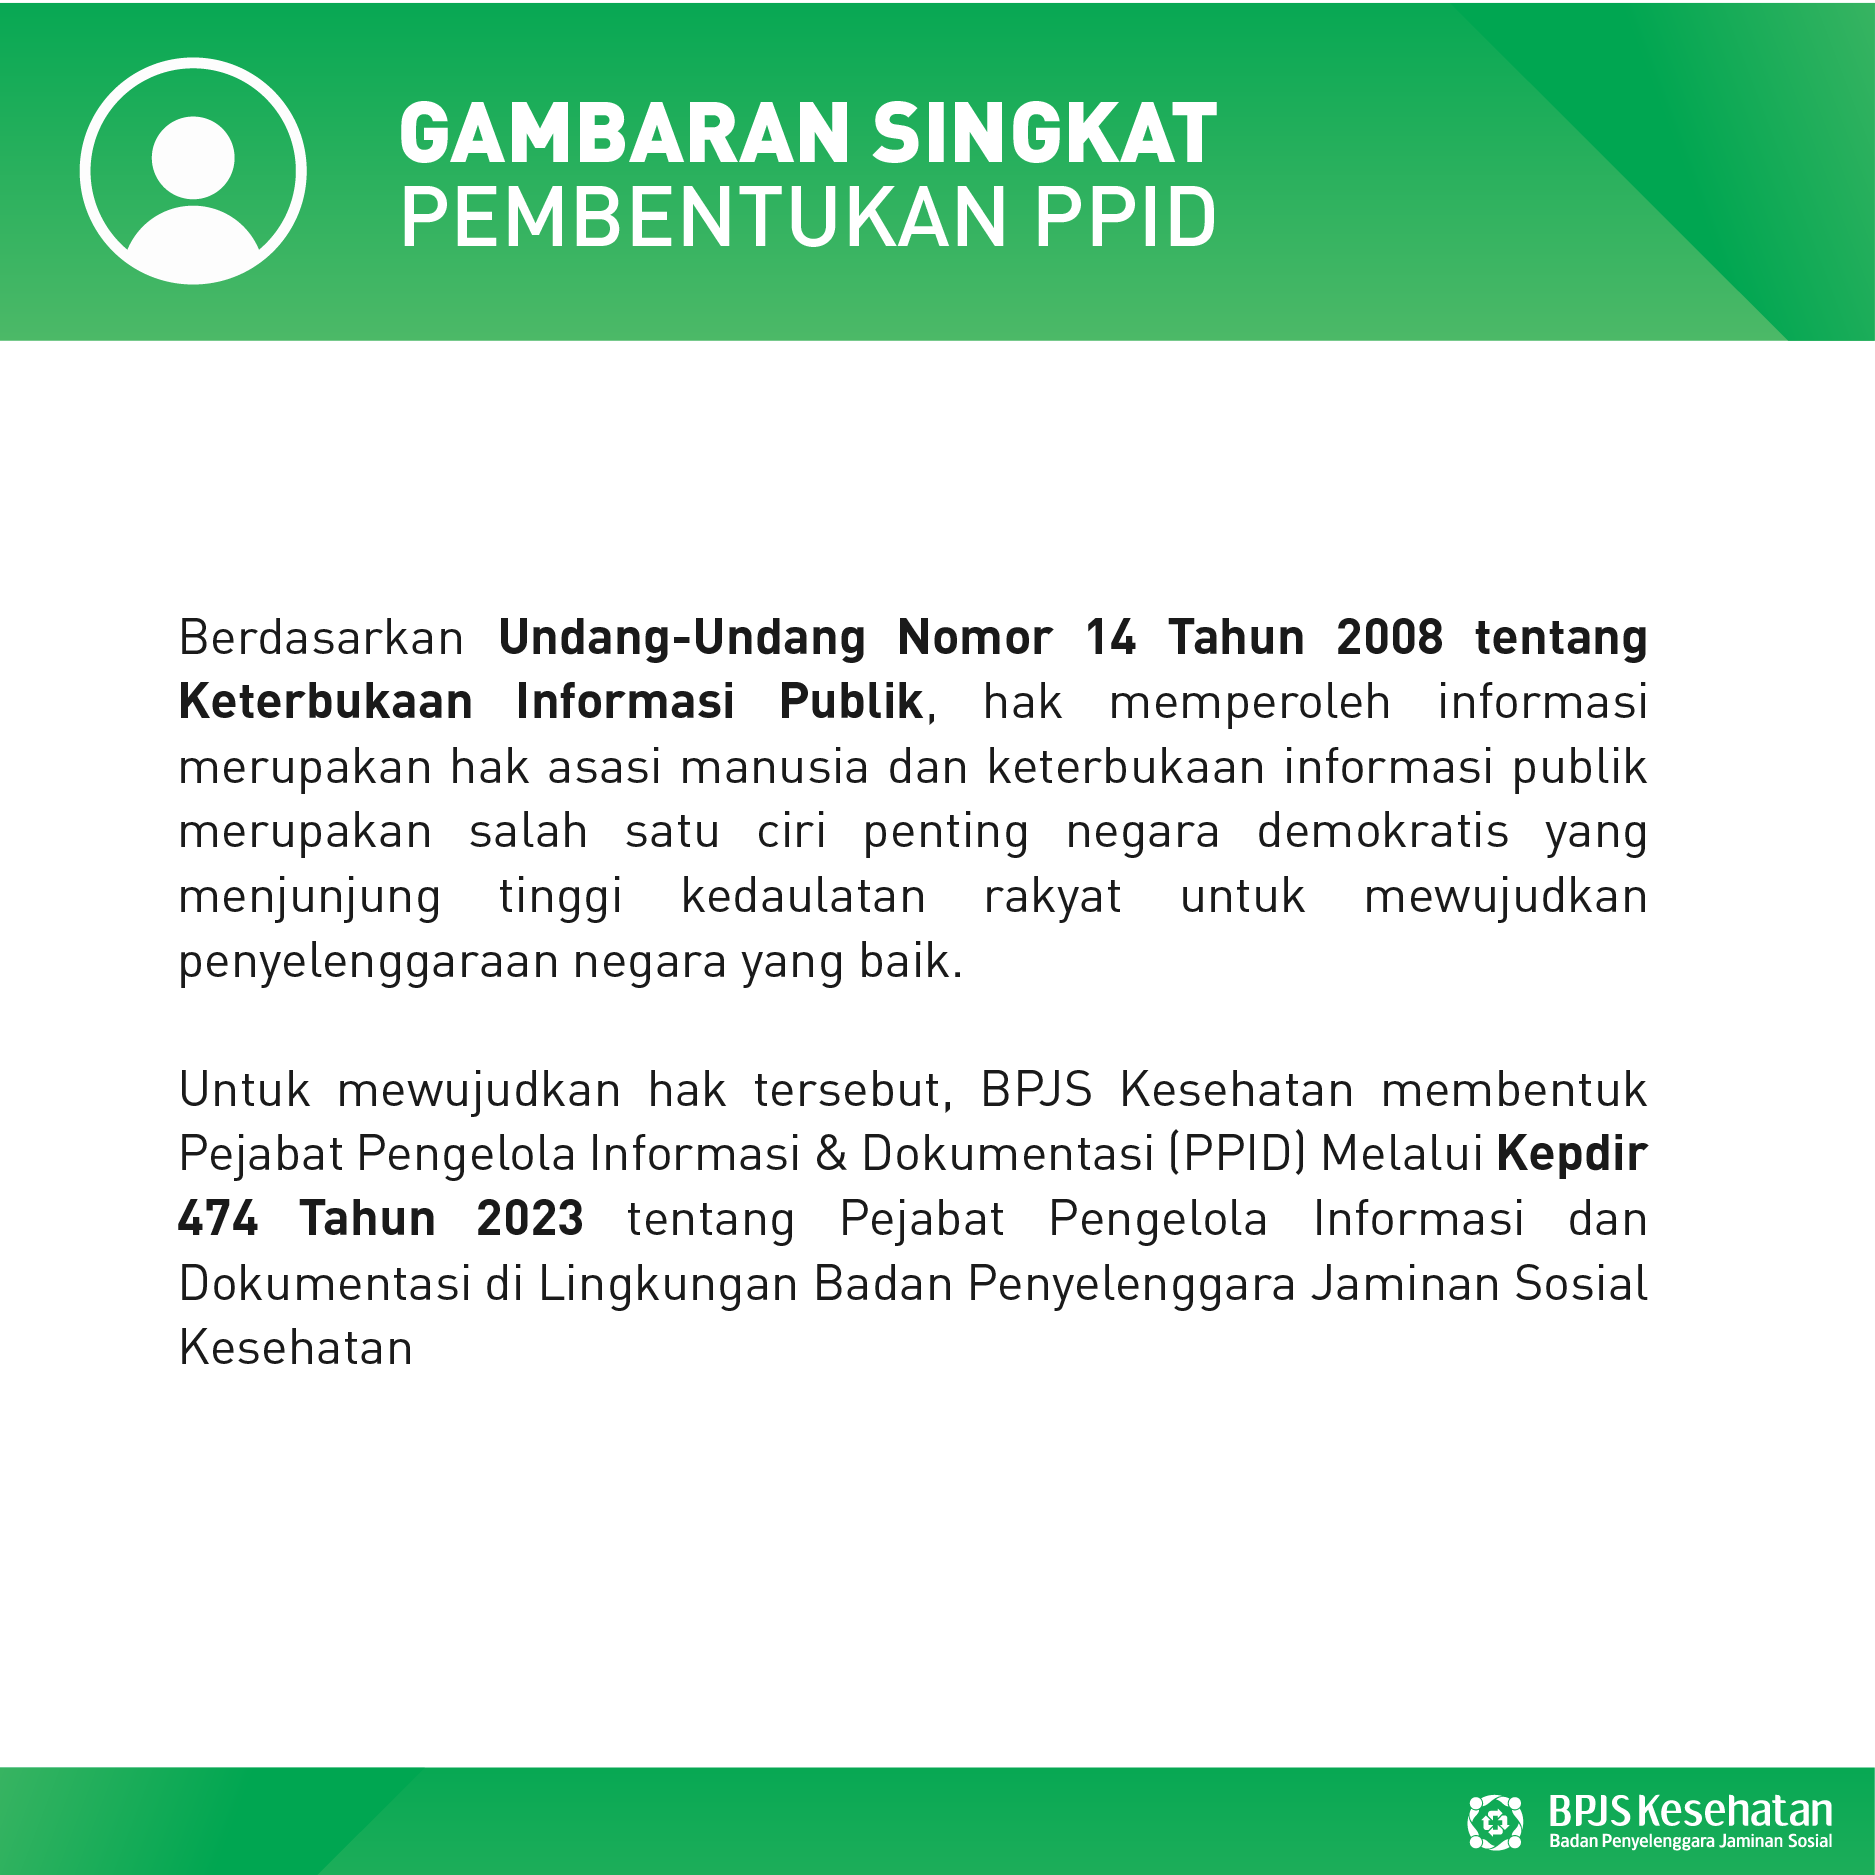 GAMBARAN SINGKAT
PEMBENTUKAN PPID
Berdasarkan Undang-Undang Nomor 14 Tahun 2008 tentang
Keterbukaan Informasi Publik, hak memperoleh informasi
merupakan hak asasi manusia dan keterbukaan informasi publik
merupakan salah satu ciri penting negara demokratis yang
menjunjung tinggi kedaulatan rakyat untuk mewujudkan
penyelenggaraan negara yang baik.
Untuk mewujudkan hak tersebut, BPJS Kesehatan membentuk
Pejabat Pengelola Informasi & Dokumentasi (PPID) Melalui Kepdir
474 Tahun 2023 tentang Pejabat Pengelola Informasi dan
Dokumentasi di Lingkungan Badan Penyelenggara Jaminan Sosial
Kesehatan
BPJS Kesehatan
Badan Penyelenggara Jaminan Sosial